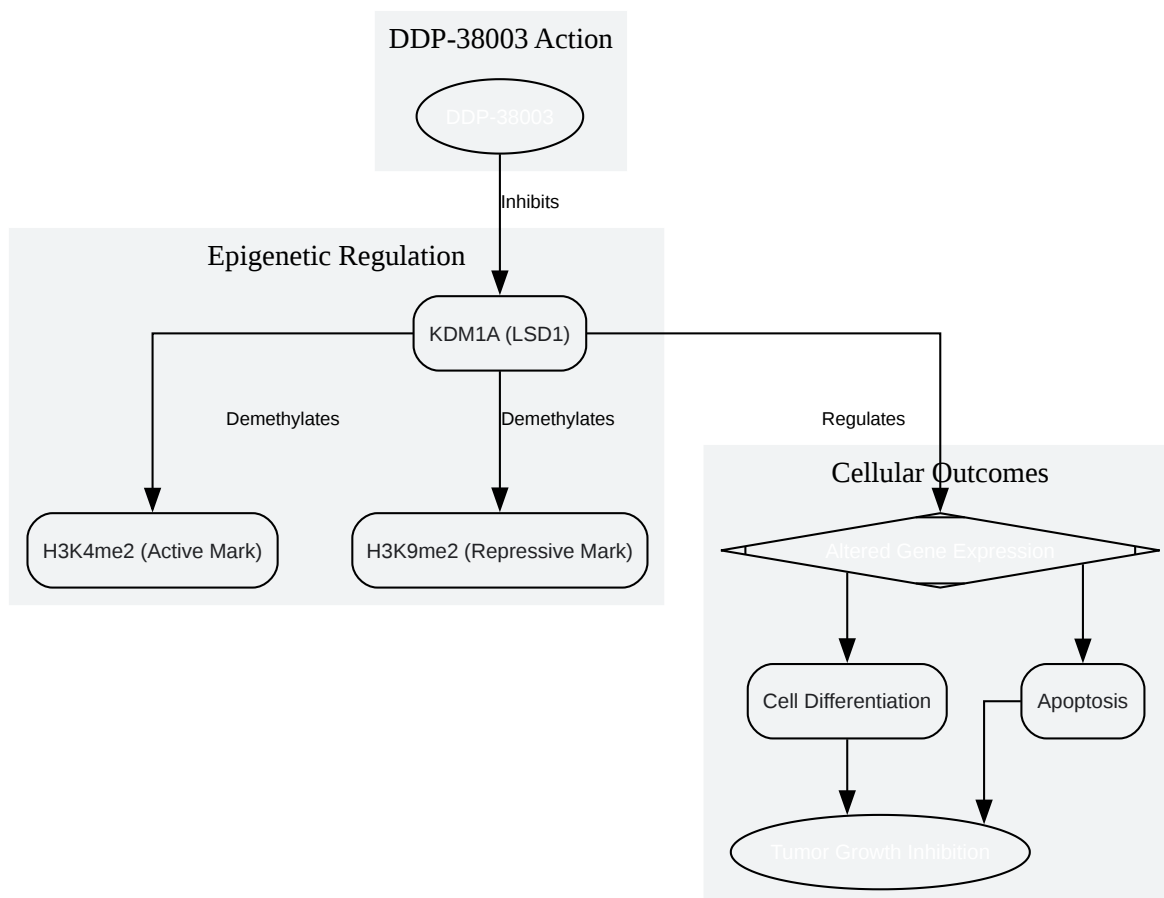 DDP-38003 Action
DDP-38003
Inhibits
Epigenetic Regulation
KDM1A (LSD1)
Demethylates
Demethylates
Regulates
Cellular Outcomes
H3K4me2 (Active Mark)
H3K9me2 (Repressive Mark)
Altered Gene Expression
Cell Differentiation
Apoptosis
Tumor Growth Inhibition